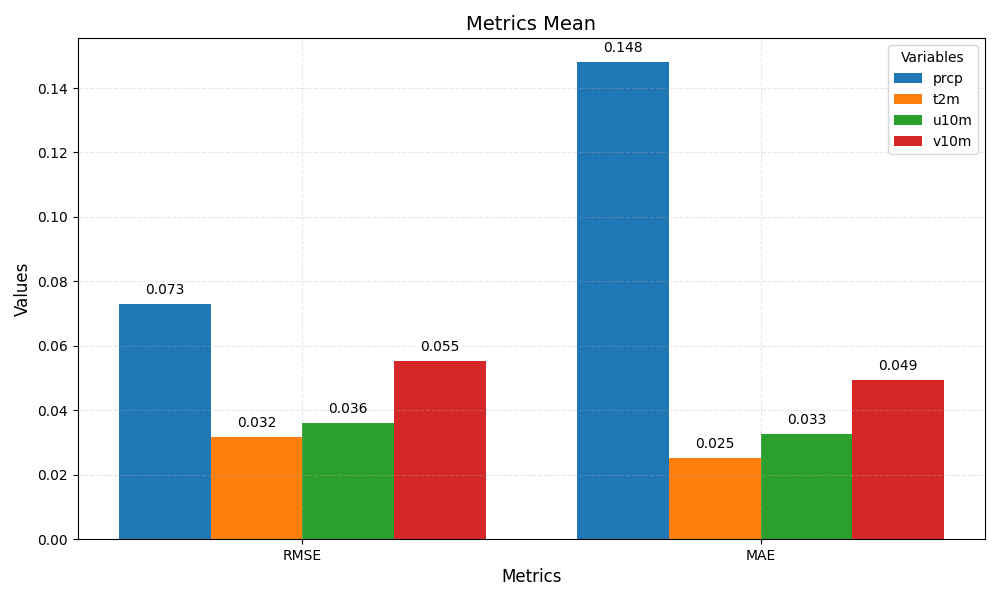 Metrics Mean
Values
0.14
0.12
0.10
0.08
0.06
0.04
0.02
0.00
0.073
0.032
0.036
0.055
0.148
0.025
0.033
0.049
Variables
prcp
t2m
u10m
v10m
RMSE
MAE
Metrics